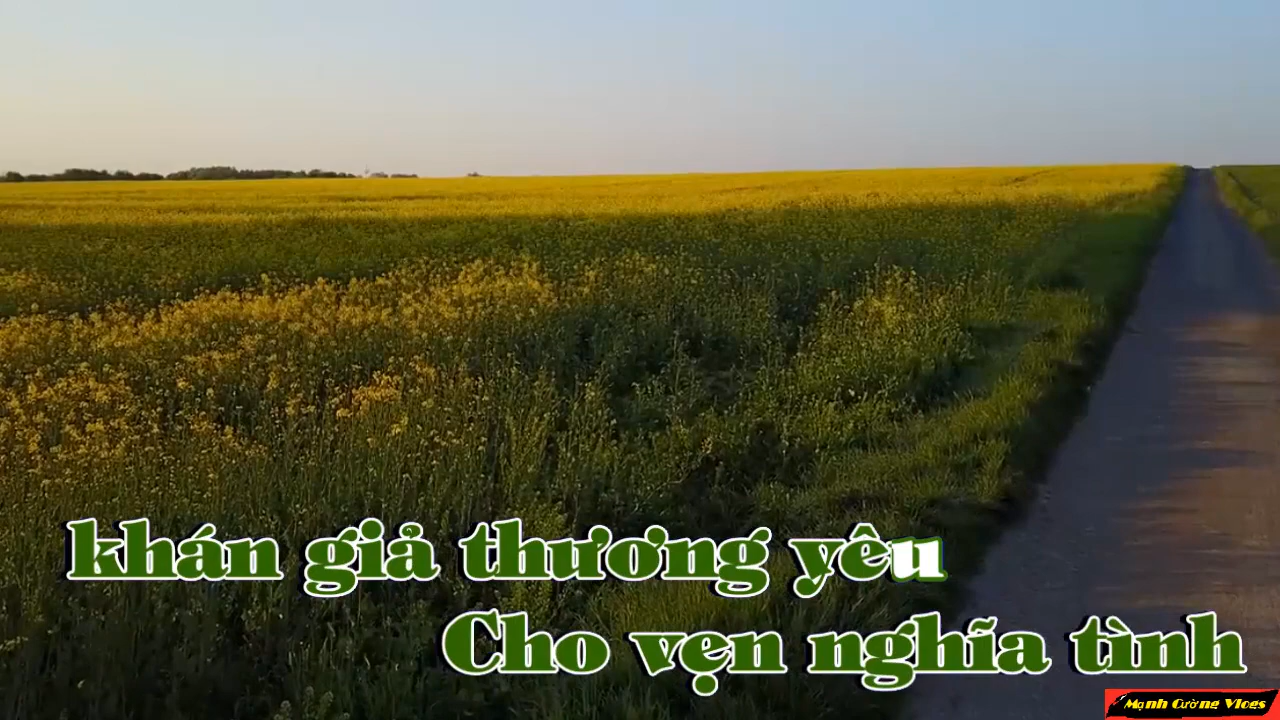 khán giả thương yêu
Cho vẹn nghĩa tình
Mạnh Cường Vlogs